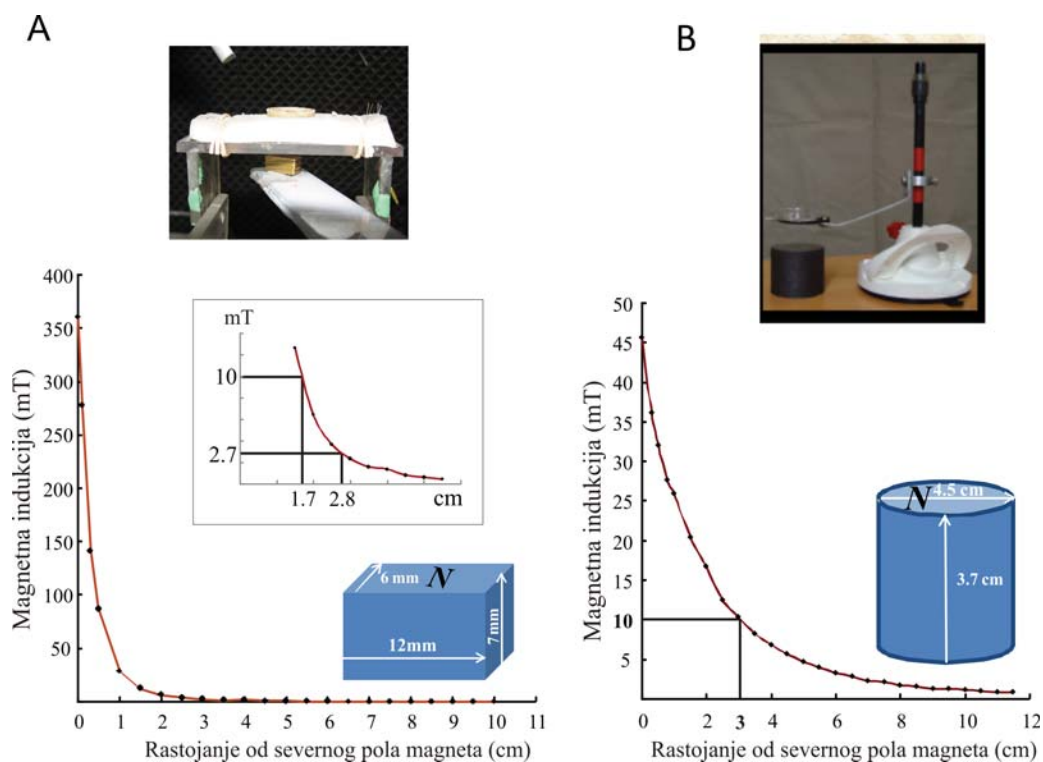 A
B
400
350
300
250
200
150
100
50
Magnetna indukcija (mT)
mT
10
2.7
1.7 2.8
cm
6 mm
N
12mm
7mm
0 1 2 3 4 5 6 7 8 9 10 11
Rastojanje od severnog pola magneta (cm)
50
45
40
35
30
25
20
15
10
5
Magnetna indukcija (mT)
N
4.5 cm
3.7 cm
0 2 3 4 6 8 10 12
Rastojanje od severnog pola magneta (cm)